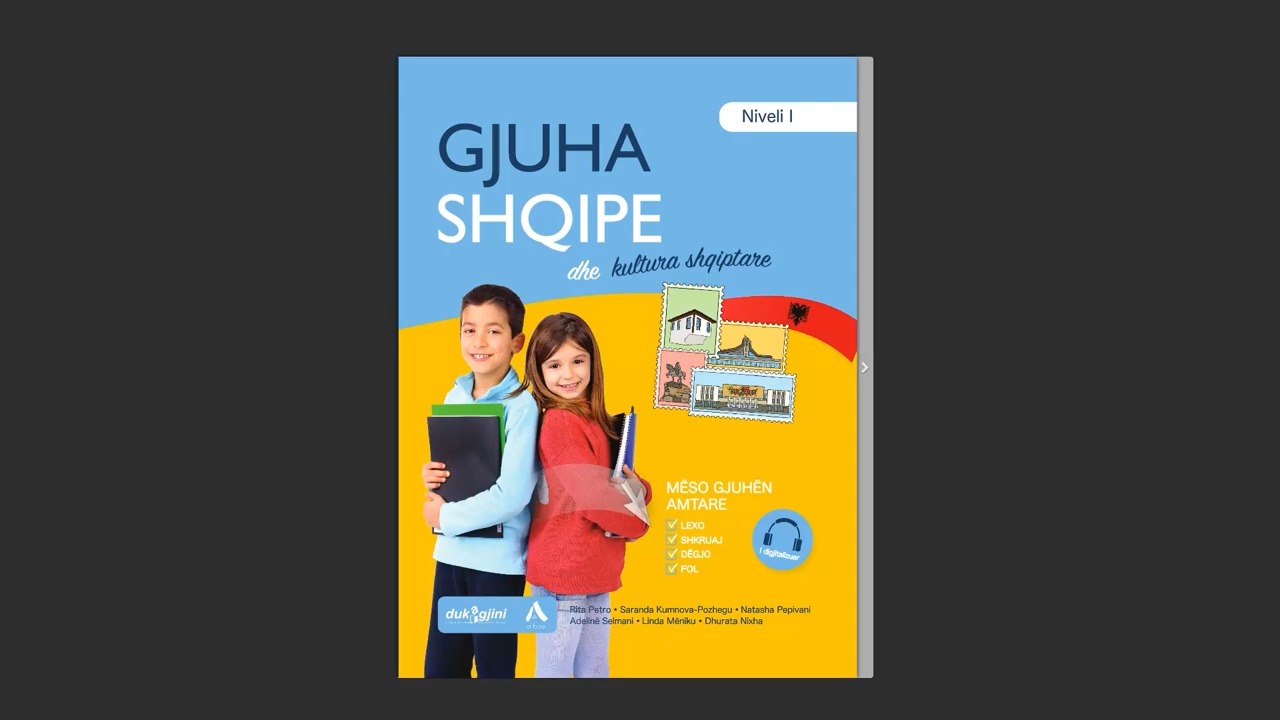 Niveli I
GJUHA
SHQIPE
dhe kultura shqiptare
MËSO GJUHËN
AMTARE
LEXO
SHKRUAJ
DËGJO
FOL
I digjitalizuar
dukagjini
Rita Petro • Saranda Kumnova-Pozhegu • Natasha Pepivani
Adelinë Selmani • Linda Mëniku • Dhurata Nixha